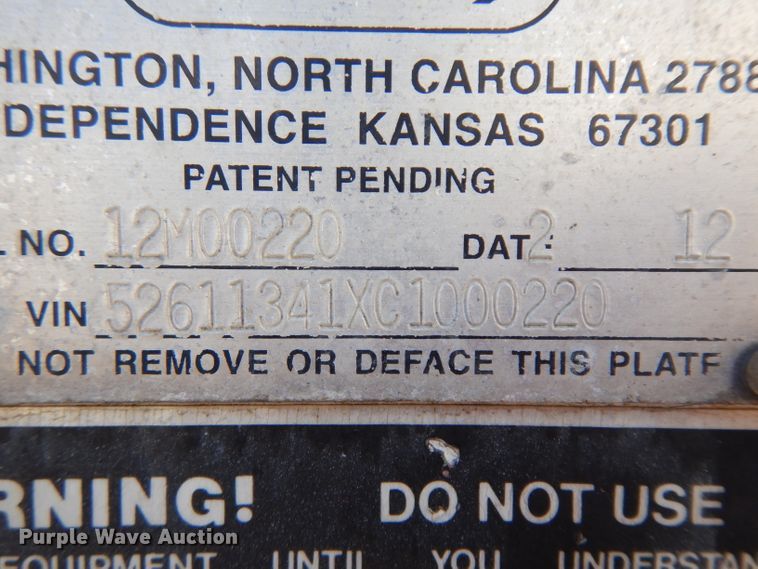 HINGTON, NORTH CAROLINA 2788
DEPENDENCE KANSAS 67301
PATENT PENDING
L NO. 12M00220 DATE 2 12
VIN 52611341XC1000220
NOT REMOVE OR DEFACE THIS PLATE
RNING! DO NOT USE
EQUIPMENT UNTIL YOU UNDERSTAN
Purple Wave Auction